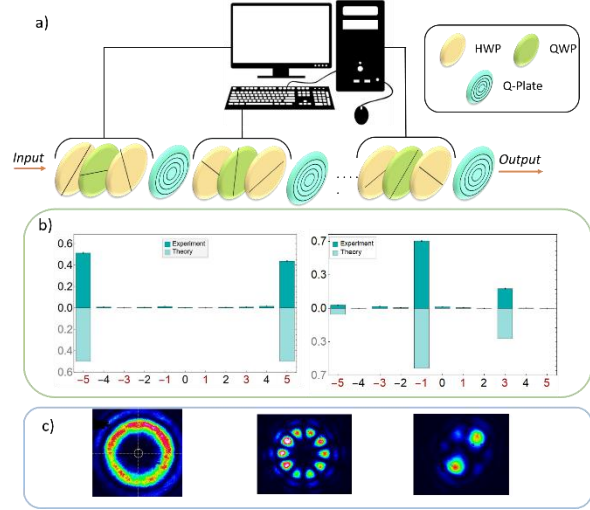 a)
HWP
QWP
Q-Plate
Input
. . . .
.
Output
b)
0.6
0.4
0.2
0.0
0.2
0.4
0.6
Experiment
Theory
−5 −4 −3 −2 −1 0 1 2 3 4 5
0.7
0.3
0.0
0.3
0.7
Experiment
Theory
−5 −4 −3 −2 −1 0 1 2 3 4 5
c)